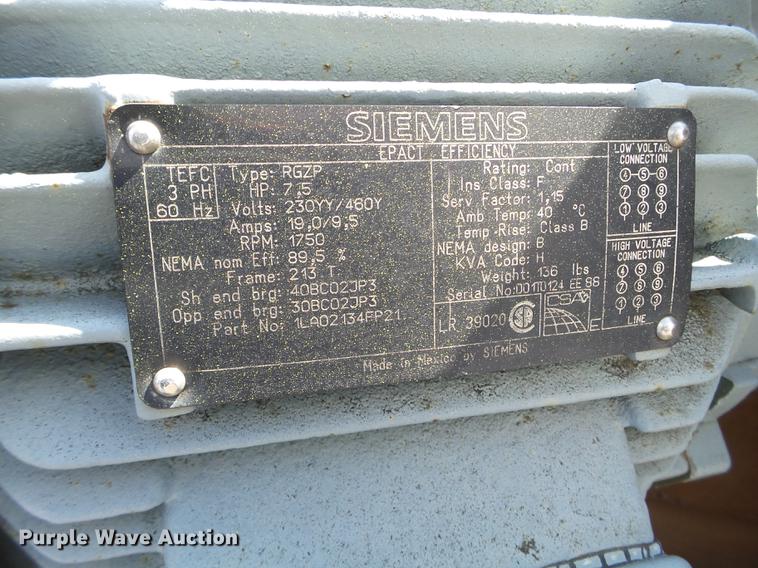 SIEMENS
EPACT EFFICIENCY
TEFC
3 PH
60 Hz
Type: RGZP
HP: 7,5
Volts: 230YY/460Y
Amps: 19,0/9,5
RPM: 1750
NEMA nom Eff: 89,5 %
Frame: 213 T
Sh end brg: 40BC02JP3
Opp end brg: 30BC02JP3
Part No: 1LA02134FP21
Rating: Cont
Ins Class: F
Serv Factor: 1,15
Amb Temp: 40 °C
Temp-Rise: Class B
NEMA design: B
KVA Code: H
Weight: 136 lbs
Serial No:
LR 39020
CSA
E
LOW VOLTAGE
CONNECTION
4-5-6
7 8 9
1 2 3
LINE
HIGH VOLTAGE
CONNECTION
4 5 6
7 8 9
1 2 3
LINE
Made in Mexico by SIEMENS
Purple Wave Auction